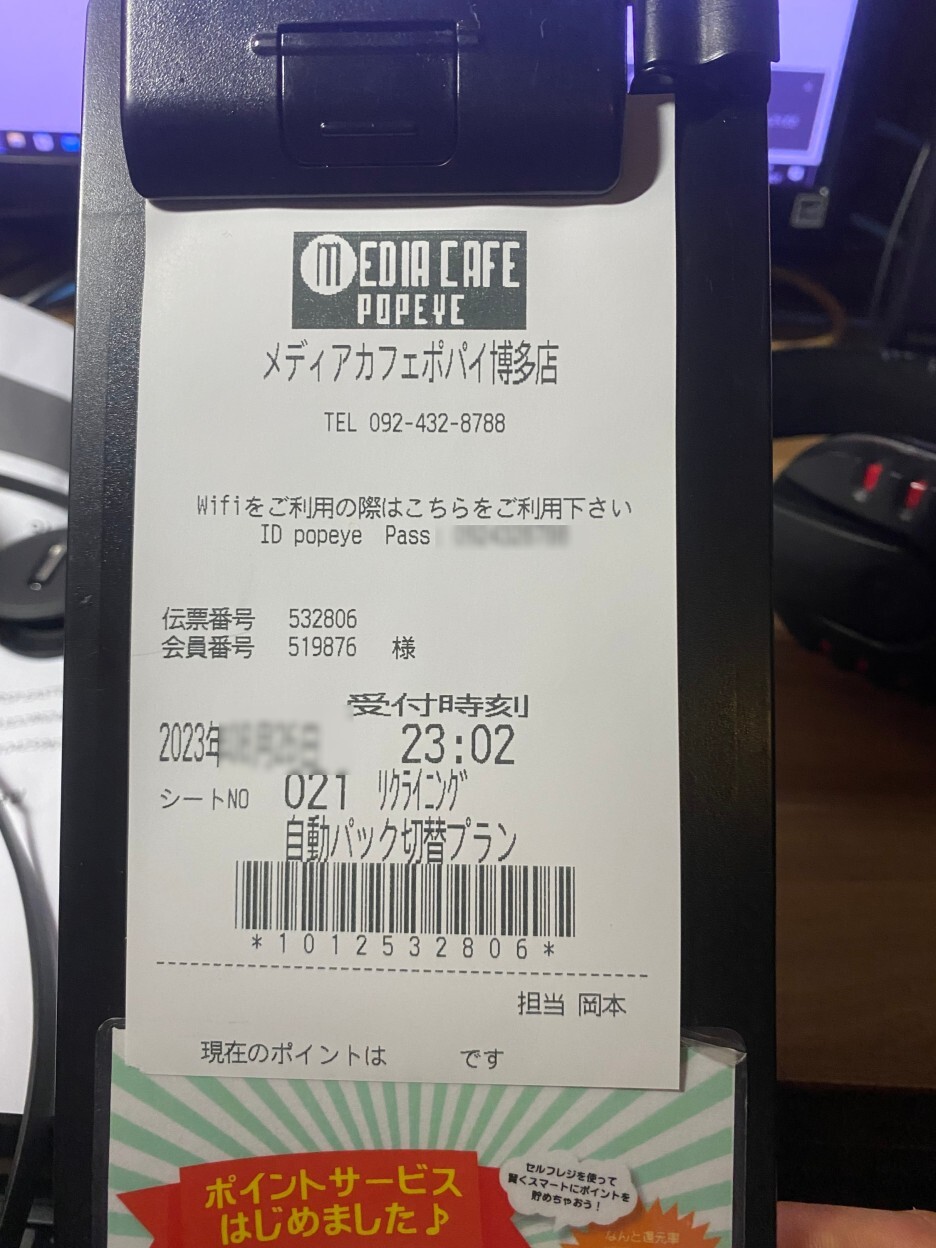 MEDIA CAFE
POPEYE
メディアカフェポパイ博多店
TEL 092-432-8788
Wifiをご利用の際はこちらをご利用下さい
ID popeye Pass
伝票番号 532806
会員番号 519876 様
受付時刻
2023年 23:02
シートNO 021 ﾘｸﾗｲﾆﾝｸﾞ
自動パック切替プラン
*1012532806*
担当 岡本
現在のポイントは です
ポイントサービス
はじめました♪
セルフレジを使って
賢くスマートにポイントを
貯めちゃおう!
なんと還元率